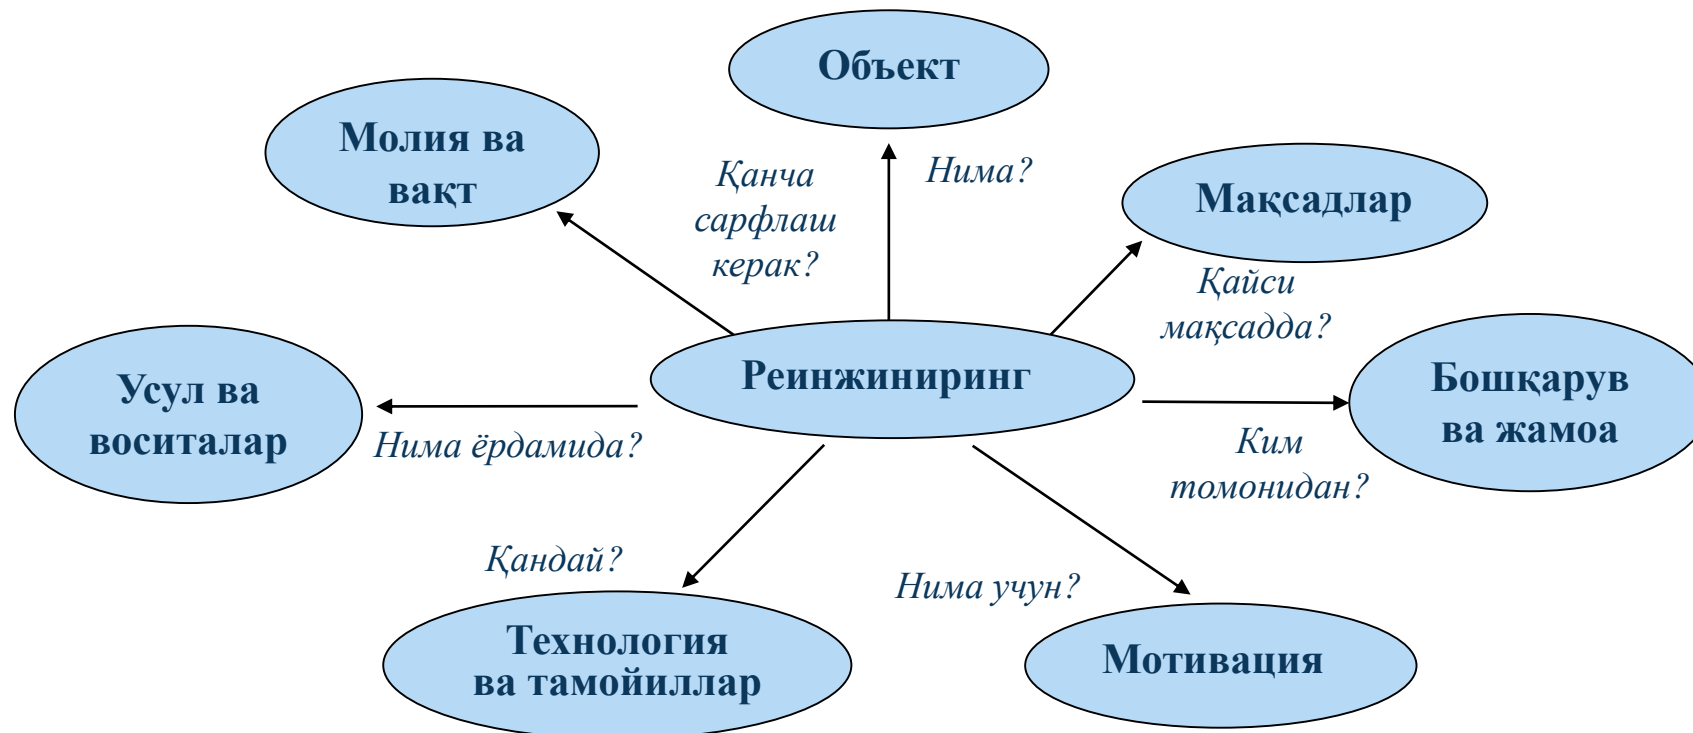 Объект
Молия ва
вақт
Қанча
сарфлаш
керак?
Нима?
Мақсадлар
Қайси
мақсадда?
Реинжиниринг
Усул ва
воситалар
Нима ёрдамида?
Бошқарув
ва жамоа
Ким
томонидан?
Қандай?
Нима учун?
Технология
ва тамойиллар
Мотивация